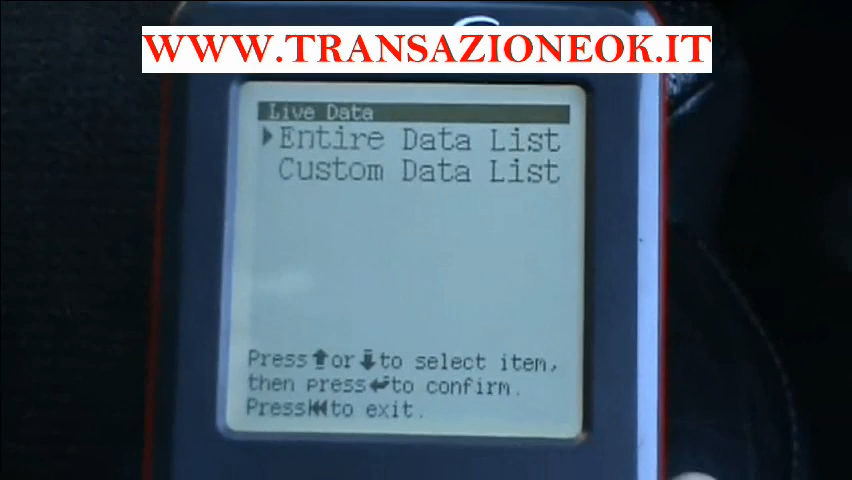 WWW.TRANSAZIONEOK.IT
Live Data
Entire Data List
Custom Data List
Press⬆or⬇to select item,
then press↵to confirm.
Press⏮to exit.